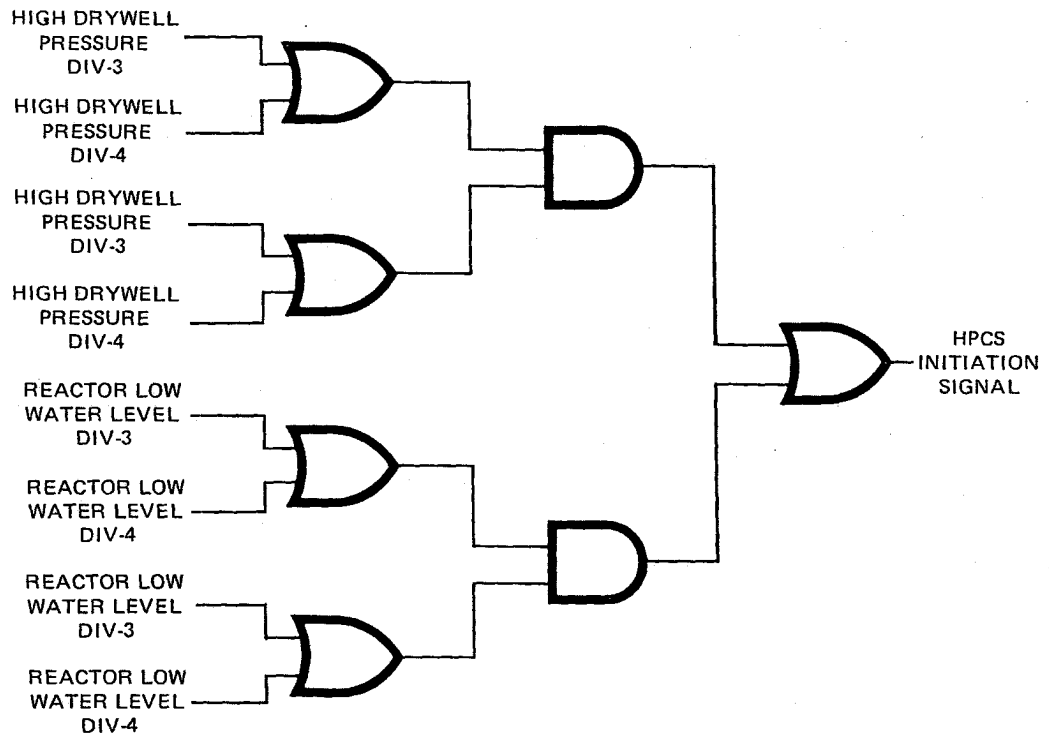 HIGH DRYWELL
PRESSURE
DIV-3
HIGH DRYWELL
PRESSURE
DIV-4
HIGH DRYWELL
PRESSURE
DIV-3
HIGH DRYWELL
PRESSURE
DIV-4
REACTOR LOW
WATER LEVEL
DIV-3
REACTOR LOW
WATER LEVEL
DIV-4
REACTOR LOW
WATER LEVEL
DIV-3
REACTOR LOW
WATER LEVEL
DIV-4
HPCS
INITIATION
SIGNAL